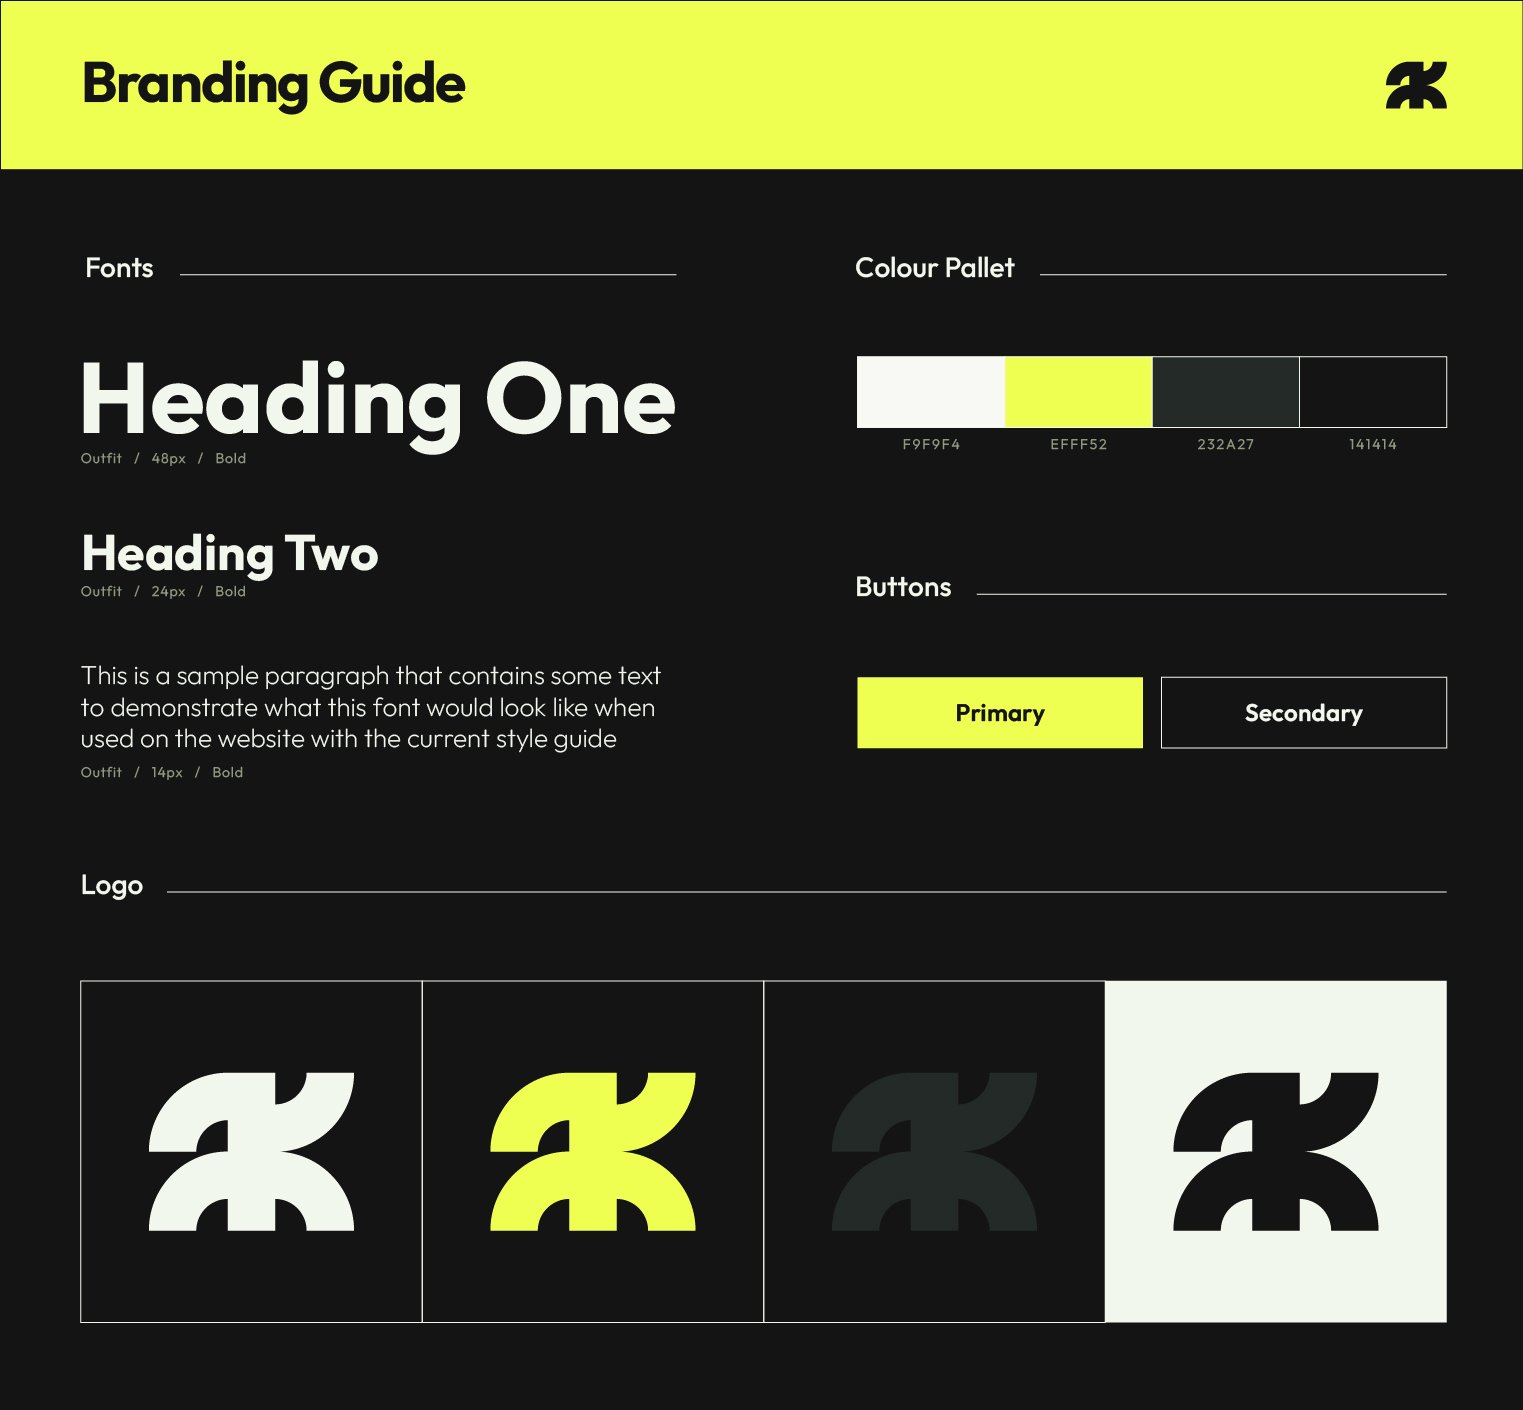 Branding Guide
Fonts
Heading One
Outfit / 48px / Bold
Heading Two
Outfit / 24px / Bold
This is a sample paragraph that contains some text
to demonstrate what this font would look like when
used on the website with the current style guide
Outfit / 14px / Bold
Colour Pallet
F9F9F4
EFFF52
232A27
141414
Buttons
Primary
Secondary
Logo